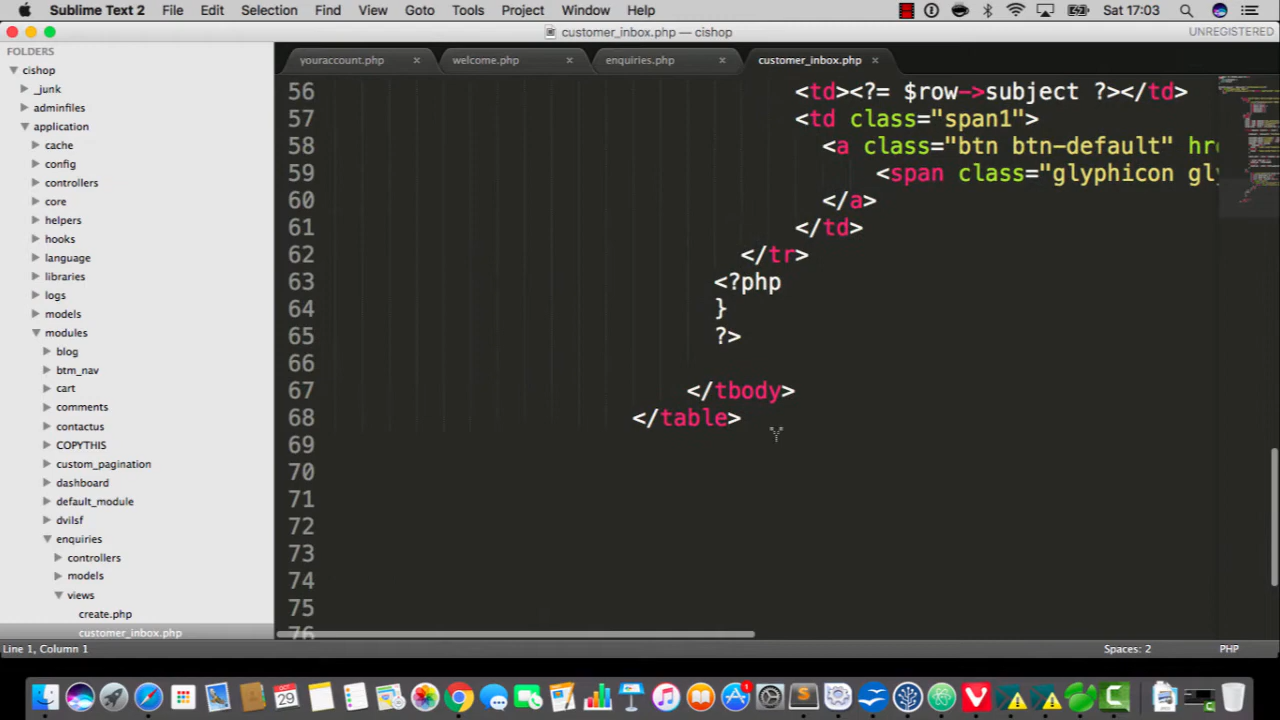 Sublime Text 2 File Edit Selection Find View Goto Tools Project Window Help Sat 17:03
customer_inbox.php — cishop UNREGISTERED
FOLDERS
cishop
_junk
adminfiles
application
cache
config
controllers
core
helpers
hooks
language
libraries
logs
models
modules
blog
btm_nav
cart
comments
contactus
COPYTHIS
custom_pagination
dashboard
default_module
dvilsf
enquiries
controllers
models
views
create.php
customer_inbox.php
youraccount.php × welcome.php × enquiries.php × customer_inbox.php ×
56 <td><?= $row->subject ?></td>
57 <td class="span1">
58 <a class="btn btn-default" hr
59 <span class="glyphicon gl
60 </a>
61 </td>
62 </tr>
63 <?php
64 }
65 ?>
66
67 </tbody>
68 </table>
69
70
71
72
73
74
75
76
Line 1, Column 1 Spaces: 2 PHP